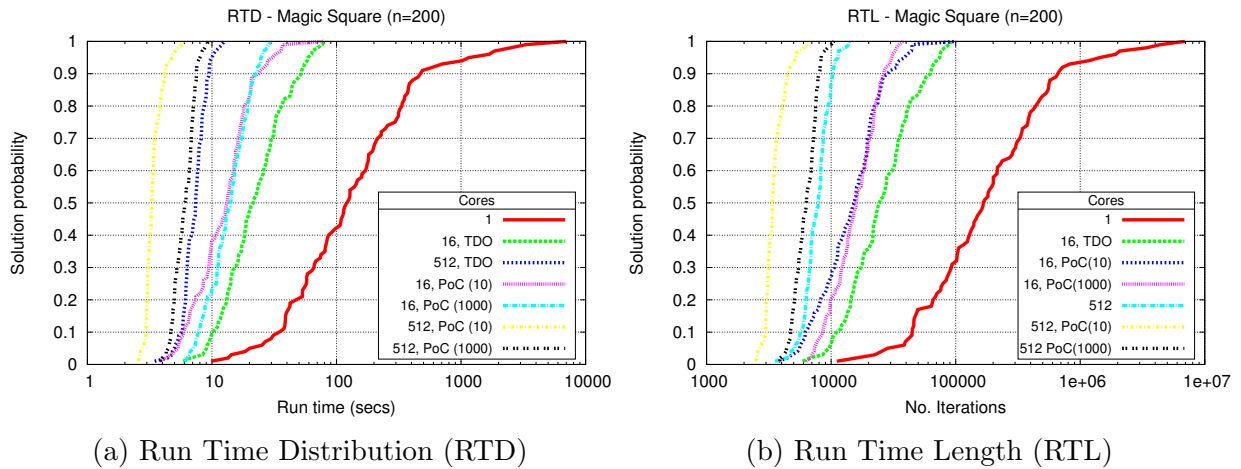 RTD - Magic Square (n=200)
1
0.9
0.8
0.7
0.6
0.5
0.4
0.3
0.2
0.1
0
Solution probability
Cores
1
16, TDO
512, TDO
16, PoC (10)
16, PoC (1000)
512, PoC (10)
512, PoC (1000)
1
10
100
1000
10000
Run time (secs)
(a) Run Time Distribution (RTD)
RTL - Magic Square (n=200)
1
0.9
0.8
0.7
0.6
0.5
0.4
0.3
0.2
0.1
0
Solution probability
Cores
1
16, TDO
16, PoC(10)
16, PoC(1000)
512
512, PoC(10)
512 PoC(1000)
1000
10000
100000
1e+06
1e+07
No. Iterations
(b) Run Time Length (RTL)